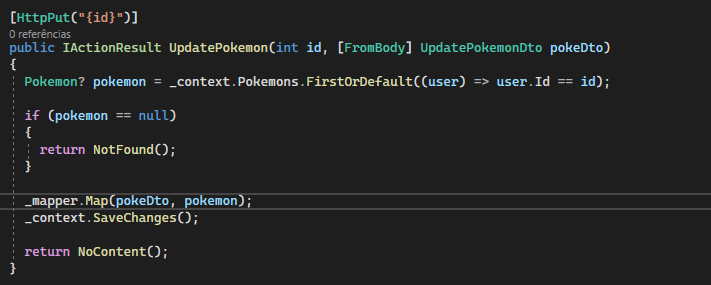 [HttpPut("{id}")]
0 referências
public IActionResult UpdatePokemon(int id, [FromBody] UpdatePokemonDto pokeDto)
{
Pokemon? pokemon = _context.Pokemons.FirstOrDefault((user) => user.Id == id);
if (pokemon == null)
{
return NotFound();
}
_mapper.Map(pokeDto, pokemon);
_context.SaveChanges();
return NoContent();
}